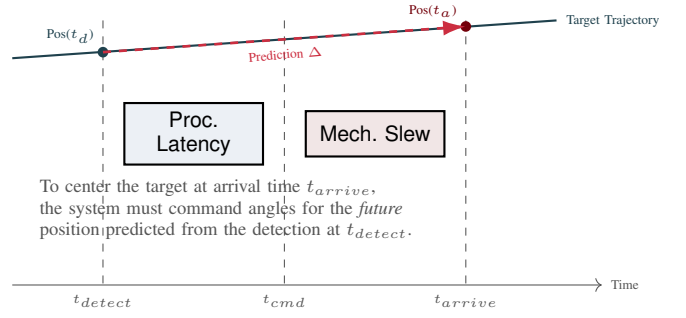 Pos(t_a)
Target Trajectory
Pos(t_d)
Prediction Δ
Proc.
Latency
Mech. Slew
To center the target at arrival time t_arrive,
the system must command angles for the future
position predicted from the detection at t_detect.
Time
t_detect
t_cmd
t_arrive